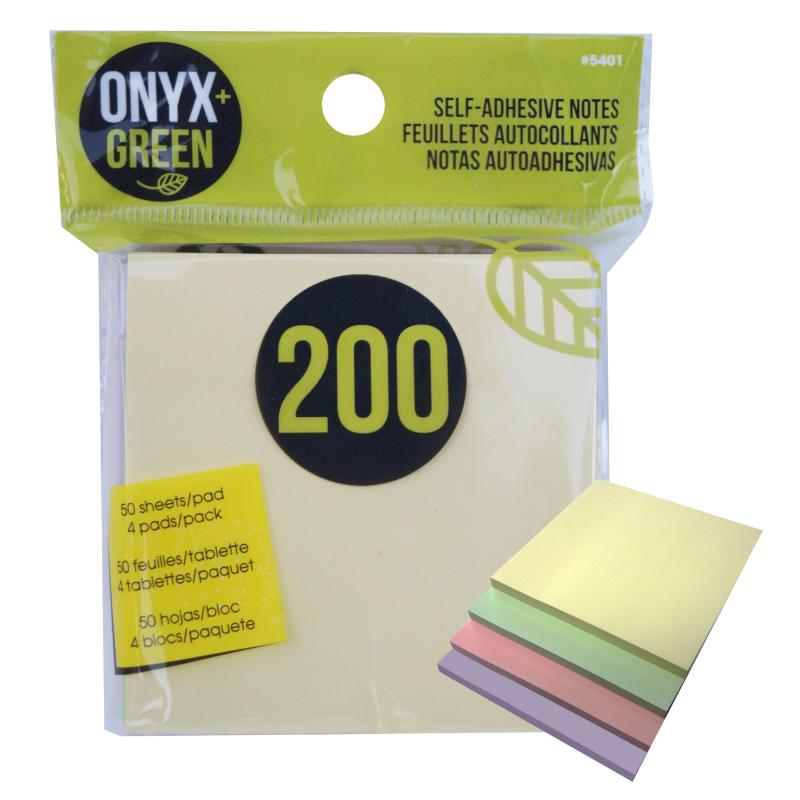 ONYX+
GREEN
#5401
SELF-ADHESIVE NOTES
FEUILLETS AUTOCOLLANTS
NOTAS AUTOADHESIVAS
200
50 sheets/pad
4 pads/pack
50 feuilles/tablette
4 tablettes/paquet
50 hojas/bloc
4 blocs/paquete